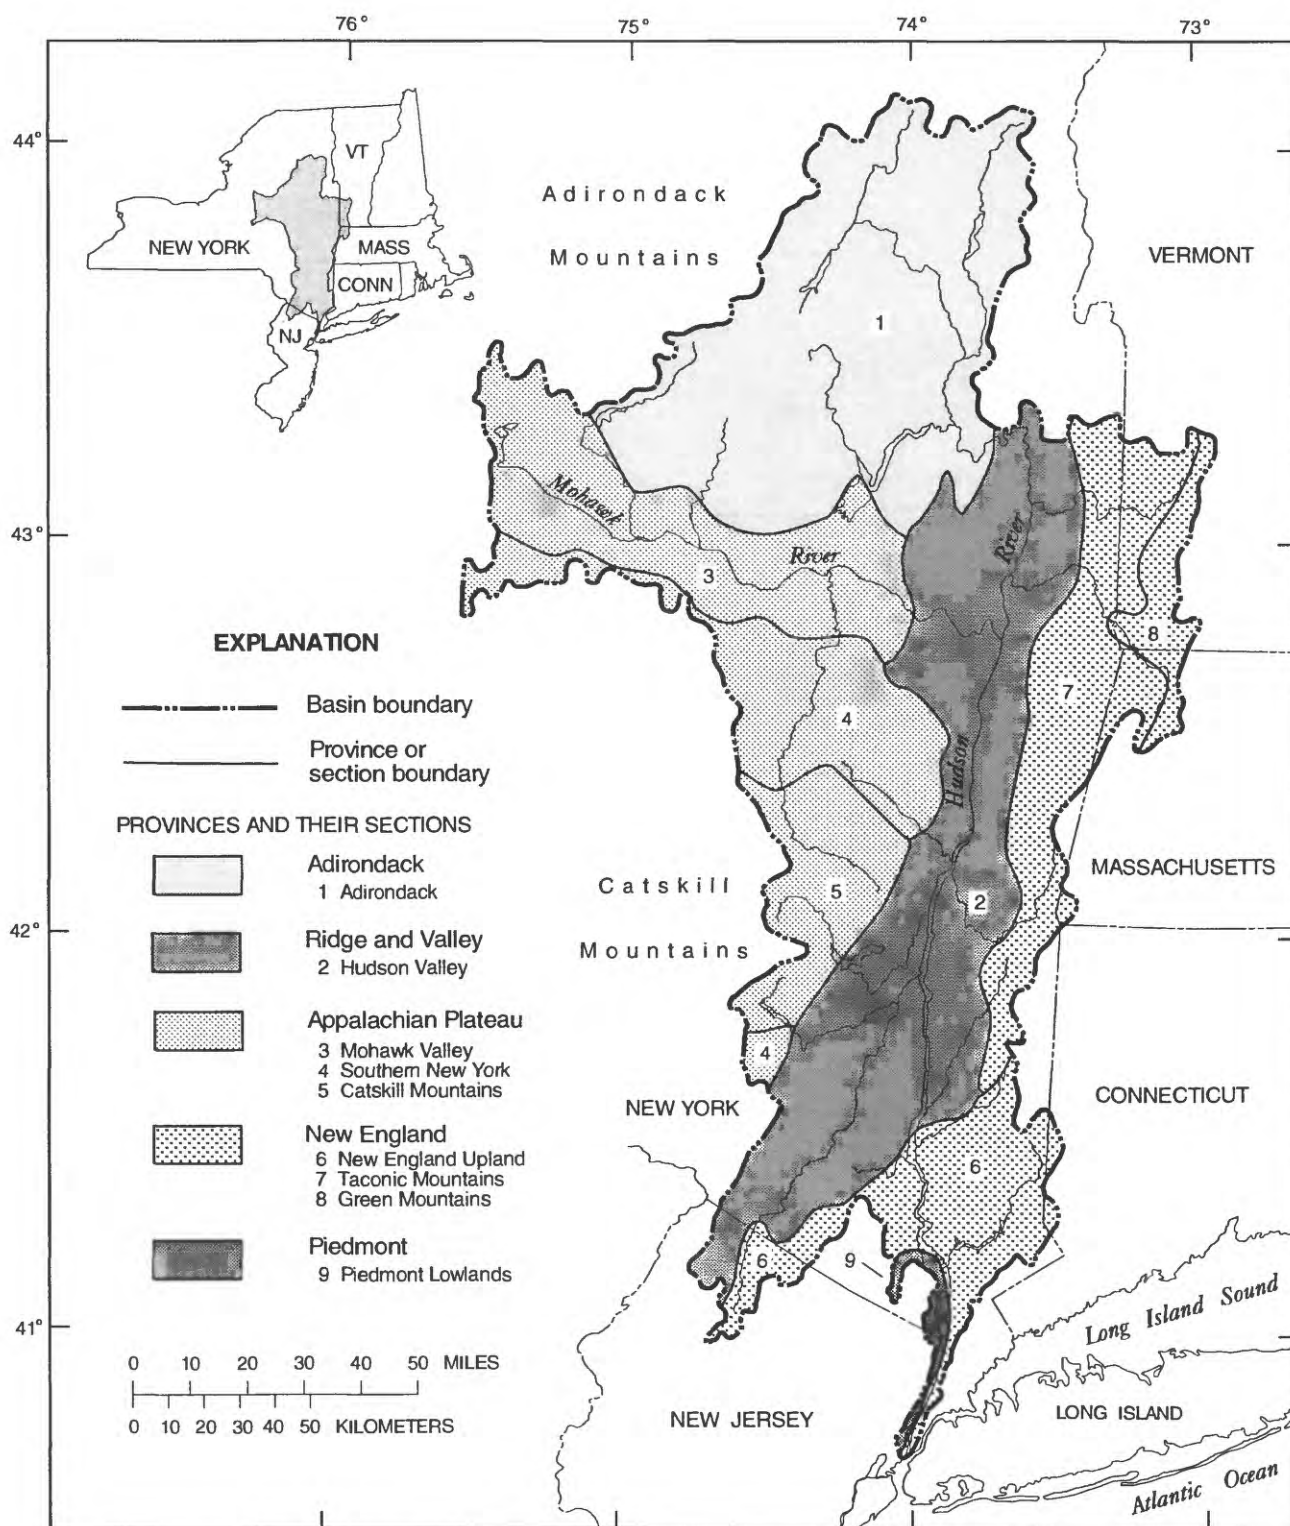 76°
75°
74°
73°
44°
43°
42°
41°
VT
NEW YORK
MASS
CONN
NJ
Adirondack
Mountains
VERMONT
1
Mohawk
River
River
3
8
7
4
Hudson
MASSACHUSETTS
Catskill
Mountains
5
2
4
NEW YORK
CONNECTICUT
6
6
9
Long Island Sound
NEW JERSEY
LONG ISLAND
Atlantic Ocean
EXPLANATION
Basin boundary
Province or
section boundary
PROVINCES AND THEIR SECTIONS
Adirondack
1 Adirondack
Ridge and Valley
2 Hudson Valley
Appalachian Plateau
3 Mohawk Valley
4 Southern New York
5 Catskill Mountains
New England
6 New England Upland
7 Taconic Mountains
8 Green Mountains
Piedmont
9 Piedmont Lowlands
0 10 20 30 40 50 MILES
0 10 20 30 40 50 KILOMETERS